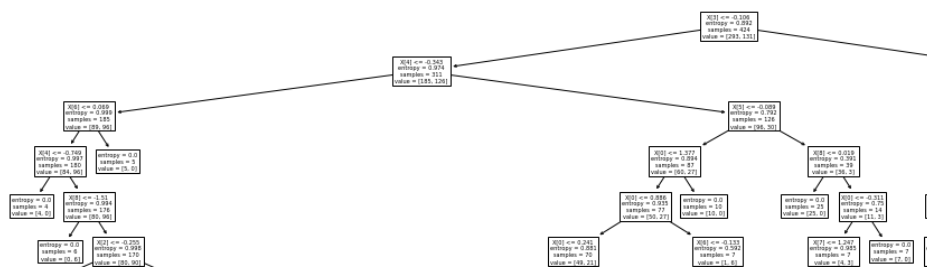 X[3] <= -0.106
entropy = 0.892
samples = 424
value = [293, 131]
X[4] <= -0.343
entropy = 0.974
samples = 311
value = [185, 126]
X[6] <= 0.069
entropy = 0.999
samples = 185
value = [89, 96]
X[5] <= -0.089
entropy = 0.792
samples = 126
value = [96, 30]
X[4] <= -0.749
entropy = 0.997
samples = 180
value = [84, 96]
entropy = 0.0
samples = 5
value = [5, 0]
X[0] <= 1.377
entropy = 0.894
samples = 87
value = [60, 27]
X[8] <= 0.019
entropy = 0.391
samples = 39
value = [36, 3]
entropy = 0.0
samples = 4
value = [4, 0]
X[8] <= -1.51
entropy = 0.994
samples = 176
value = [80, 96]
X[0] <= 0.886
entropy = 0.935
samples = 77
value = [50, 27]
entropy = 0.0
samples = 10
value = [10, 0]
entropy = 0.0
samples = 25
value = [25, 0]
X[0] <= -0.311
entropy = 0.75
samples = 14
value = [11, 3]
entropy = 0.0
samples = 6
value = [0, 6]
X[2] <= -0.255
entropy = 0.998
samples = 170
value = [80, 90]
X[0] <= 0.241
entropy = 0.881
samples = 70
value = [49, 21]
X[6] <= -0.133
entropy = 0.592
samples = 7
value = [1, 6]
X[7] <= 1.247
entropy = 0.985
samples = 7
value = [4, 3]
entropy = 0.0
samples = 7
value = [7, 0]